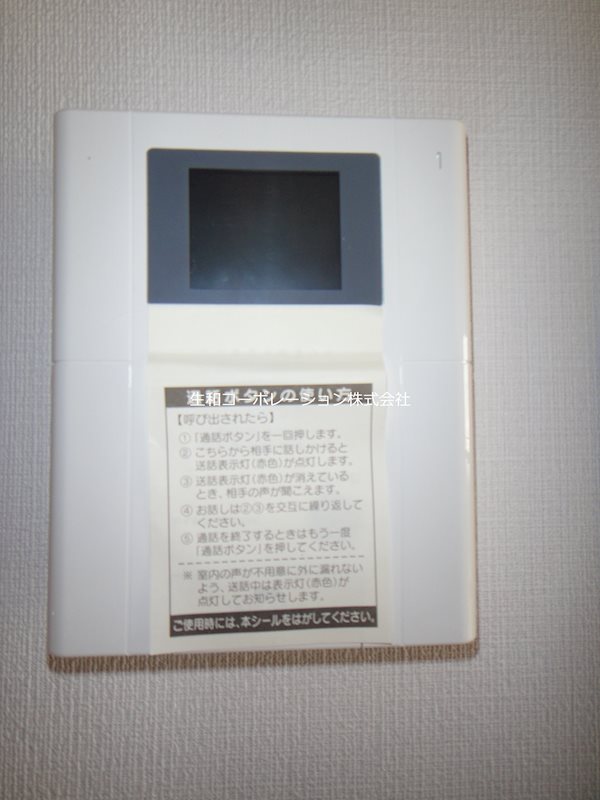 1
通話ボタンの使い方
生和コーポレーション株式会社
【呼び出されたら】
①「通話ボタン」を一回押します。
② こちらから相手に話しかけると
送話表示灯(赤色)が点灯します。
③ 送話表示灯(赤色)が消えている
とき、相手の声が聞こえます。
④ お話しは②③を交互に繰り返して
ください。
⑤ 通話を終了するときはもう一度
「通話ボタン」を押してください。
※ 室内の声が不用意に外に漏れない
よう、送話中は表示灯(赤色)が
点灯してお知らせします。
ご使用時には、本シールをはがしてください。